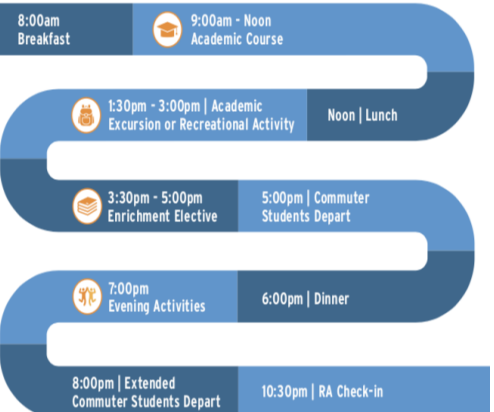 8:00am
Breakfast
9:00am - Noon
Academic Course
Noon | Lunch
1:30pm - 3:00pm | Academic
Excursion or Recreational Activity
3:30pm - 5:00pm
Enrichment Elective
5:00pm | Commuter
Students Depart
6:00pm | Dinner
7:00pm
Evening Activities
8:00pm | Extended
Commuter Students Depart
10:30pm | RA Check-in